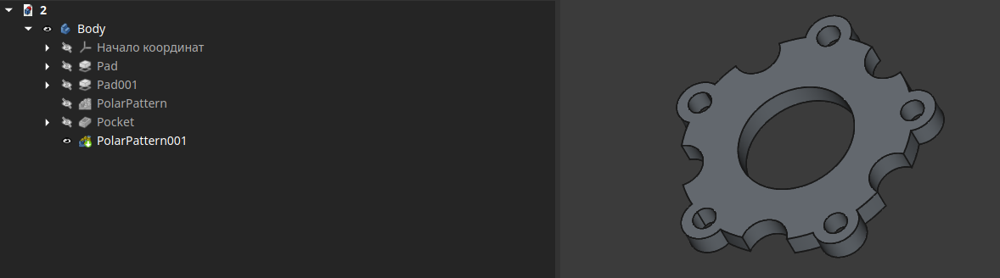 2
Body
Начало координат
Pad
Pad001
PolarPattern
Pocket
PolarPattern001